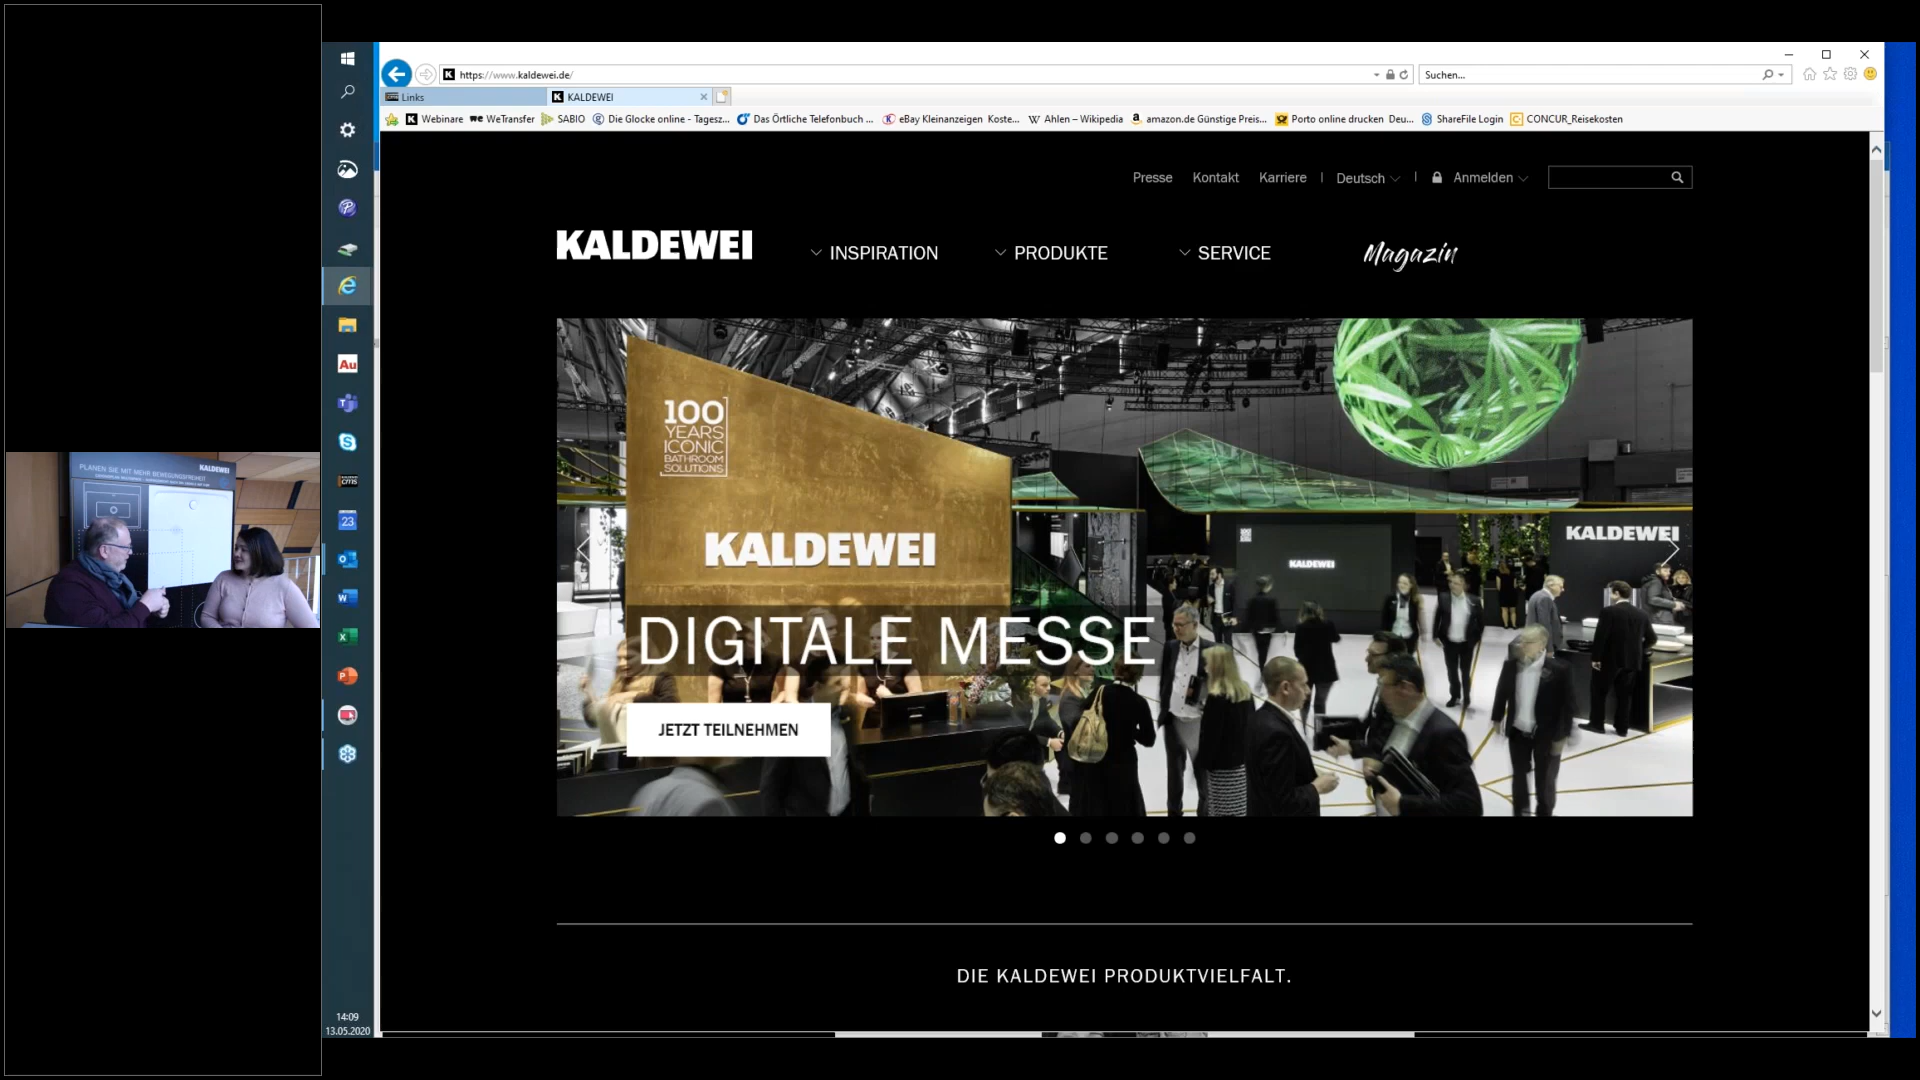 https://www.kaldewei.de/
Suchen...
Links
KALDEWEI
Webinare
WeTransfer
SABIO
Die Glocke online - Tagesz...
Das Örtliche Telefonbuch ...
eBay Kleinanzeigen Koste...
Ahlen – Wikipedia
amazon.de Günstige Preis...
Porto online drucken Deu...
ShareFile Login
CONCUR_Reisekosten
Presse
Kontakt
Karriere
Deutsch
Anmelden
KALDEWEI
INSPIRATION
PRODUKTE
SERVICE
Magazin
100
YEARS
ICONIC
BATHROOM
SOLUTIONS
KALDEWEI
KALDEWEI
KALDEWEI
DIGITALE MESSE
JETZT TEILNEHMEN
DIE KALDEWEI PRODUKTVIELFALT.
PLANEN SIE MIT MEHR BEWEGUNGSFREIHEIT
KALDEWEI
Au
cms
23
14:09
13.05.2020